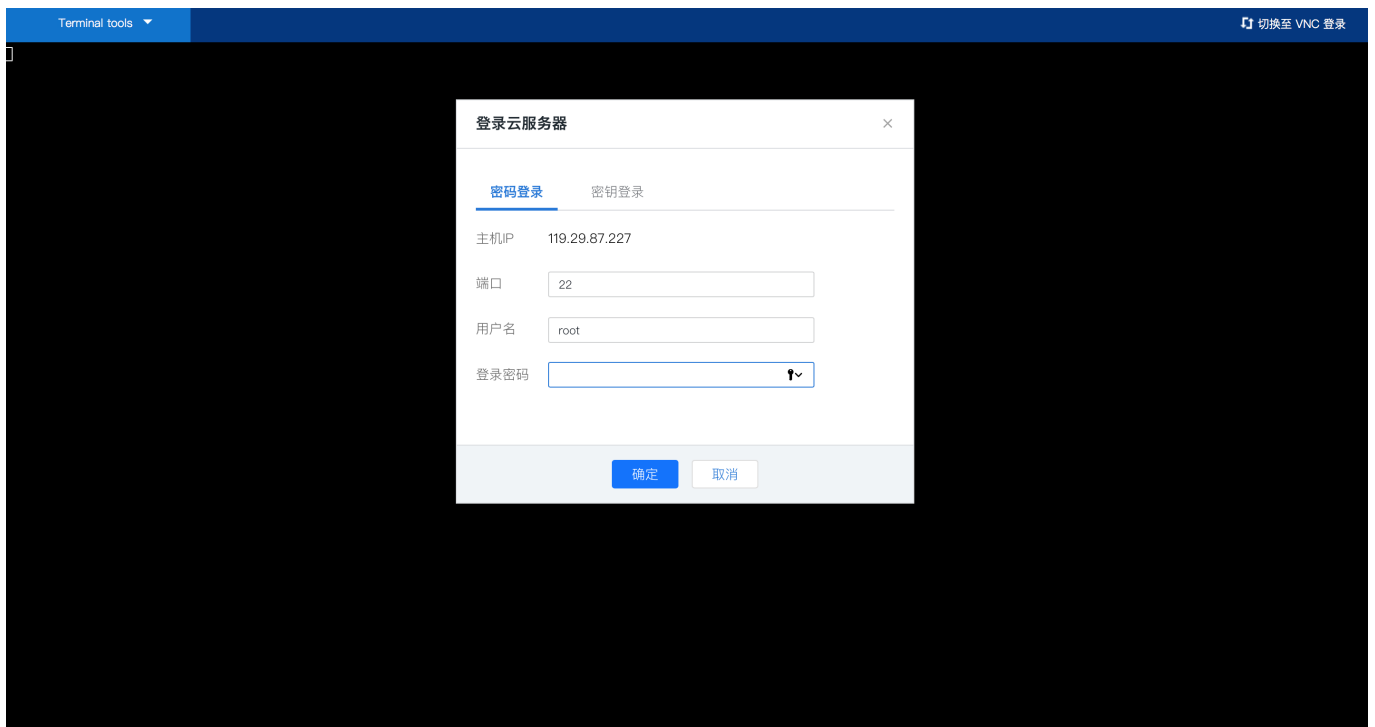 Terminal tools 切换至 VNC 登录
登录云服务器
密码登录 密钥登录
主机IP 119.29.87.227
端口 22
用户名 root
登录密码
确定 取消